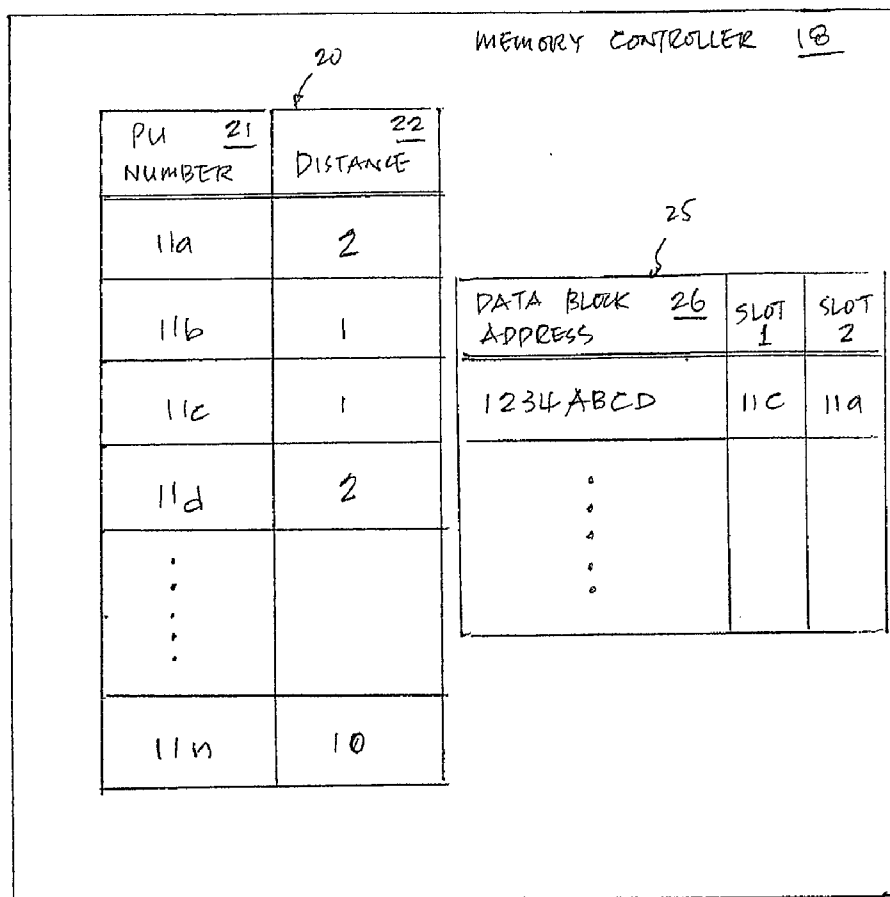 MEMORY CONTROLLER 18
20
PU 21
NUMBER
22
DISTANCE
11a 2
11b 1
11c 1
11d 2
11n 10
25
DATA BLOCK 26
ADDRESS
SLOT
1
SLOT
2
1234ABCD 11C 11a